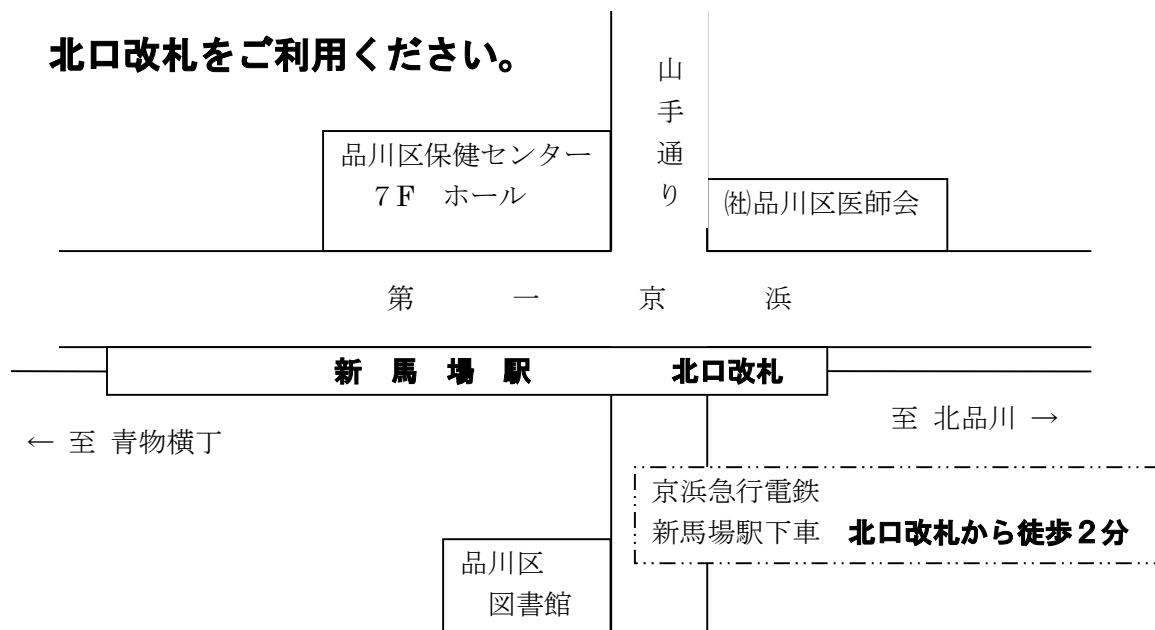 北口改札をご利用ください。
山手通り
品川区保健センター
７F　ホール
㈳品川区医師会
第一京浜
新馬場駅　北口改札
← 至 青物横丁
至 北品川 →
京浜急行電鉄
新馬場駅下車　北口改札から徒歩２分
品川区
図書館